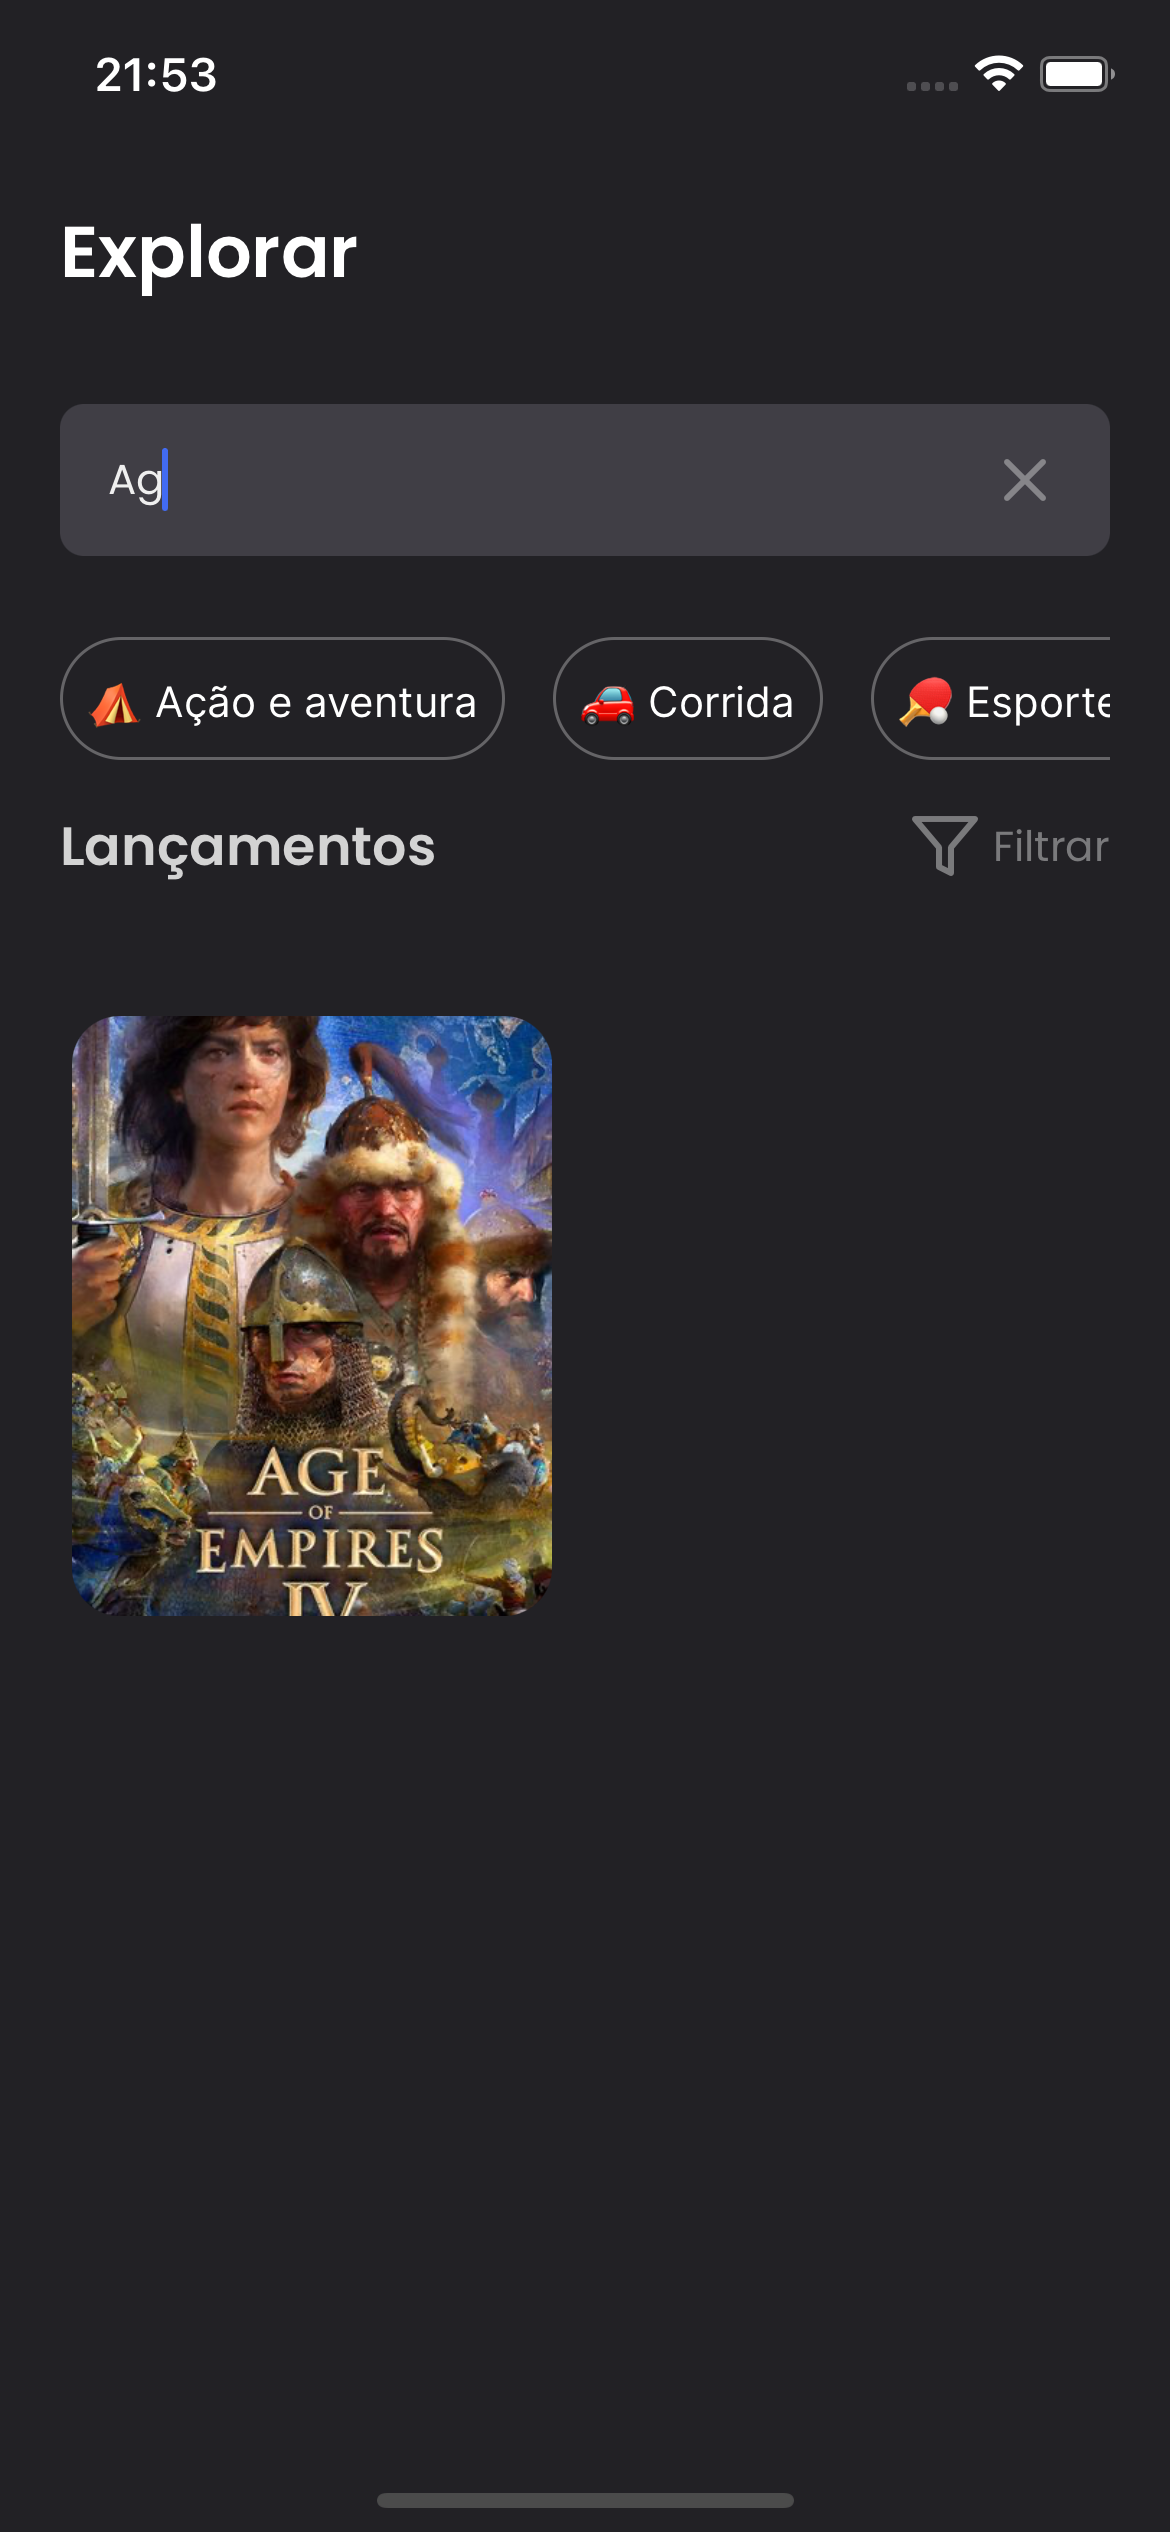 21:53
Explorar
Ag
Ação e aventura
Corrida
Esporte
Lançamentos
Filtrar
AGE
OF
EMPIRES
IV